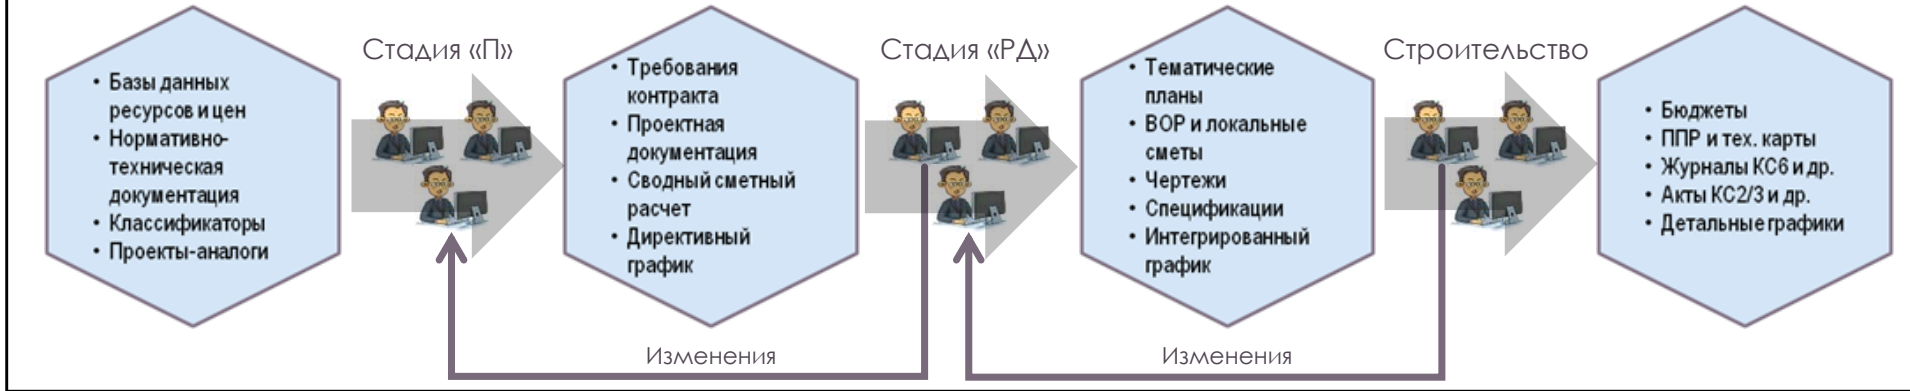 Стадия «П»
Стадия «РД»
Строительство
• Базы данных
ресурсов и цен
• Нормативно-
техническая
документация
• Классификаторы
• Проекты-аналоги
• Требования
контракта
• Проектная
документация
• Сводный сметный
расчет
• Директивный
график
• Тематические
планы
• ВОР и локальные
сметы
• Чертежи
• Спецификации
• Интегрированный
график
• Бюджеты
• ППР и тех. карты
• Журналы КС6 и др.
• Акты КС2/3 и др.
• Детальные графики
Изменения
Изменения